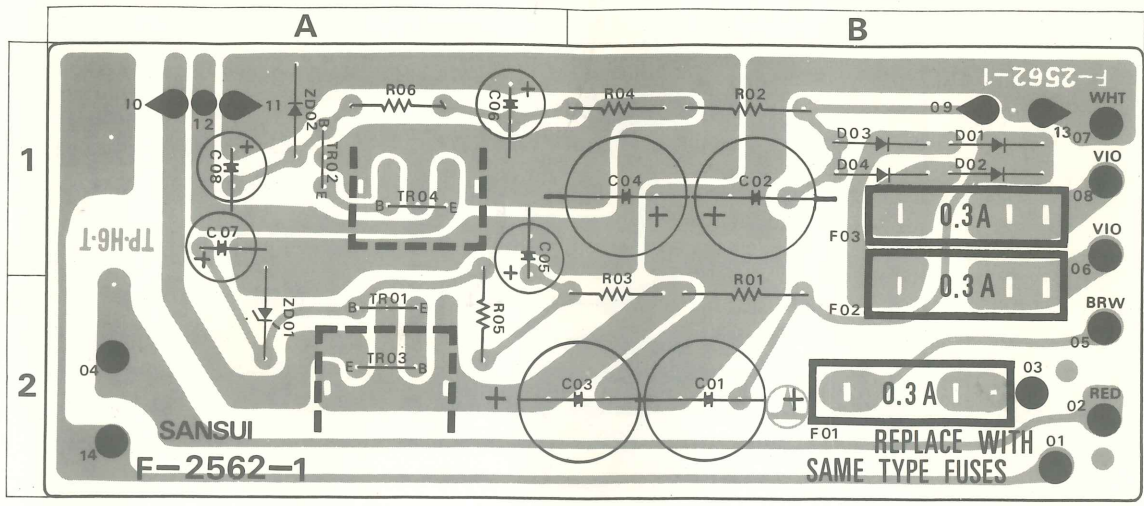 A
B
1
2
F-2562-1
WHT
10
12
11
ZD02
R06
C06
R04
R02
09
13
07
C08
B
TR02
E
D03
D01
D04
D02
VIO
08
B
TR04
E
C04
C02
F03
0.3 A
TP-H6-T
C07
C05
VIO
06
F02
0.3 A
ZD01
B
TR01
E
R05
R03
R01
BRW
05
04
E
TR03
B
C03
C01
F01
0.3 A
03
RED
02
01
14
SANSUI
F-2562-1
REPLACE WITH
SAME TYPE FUSES